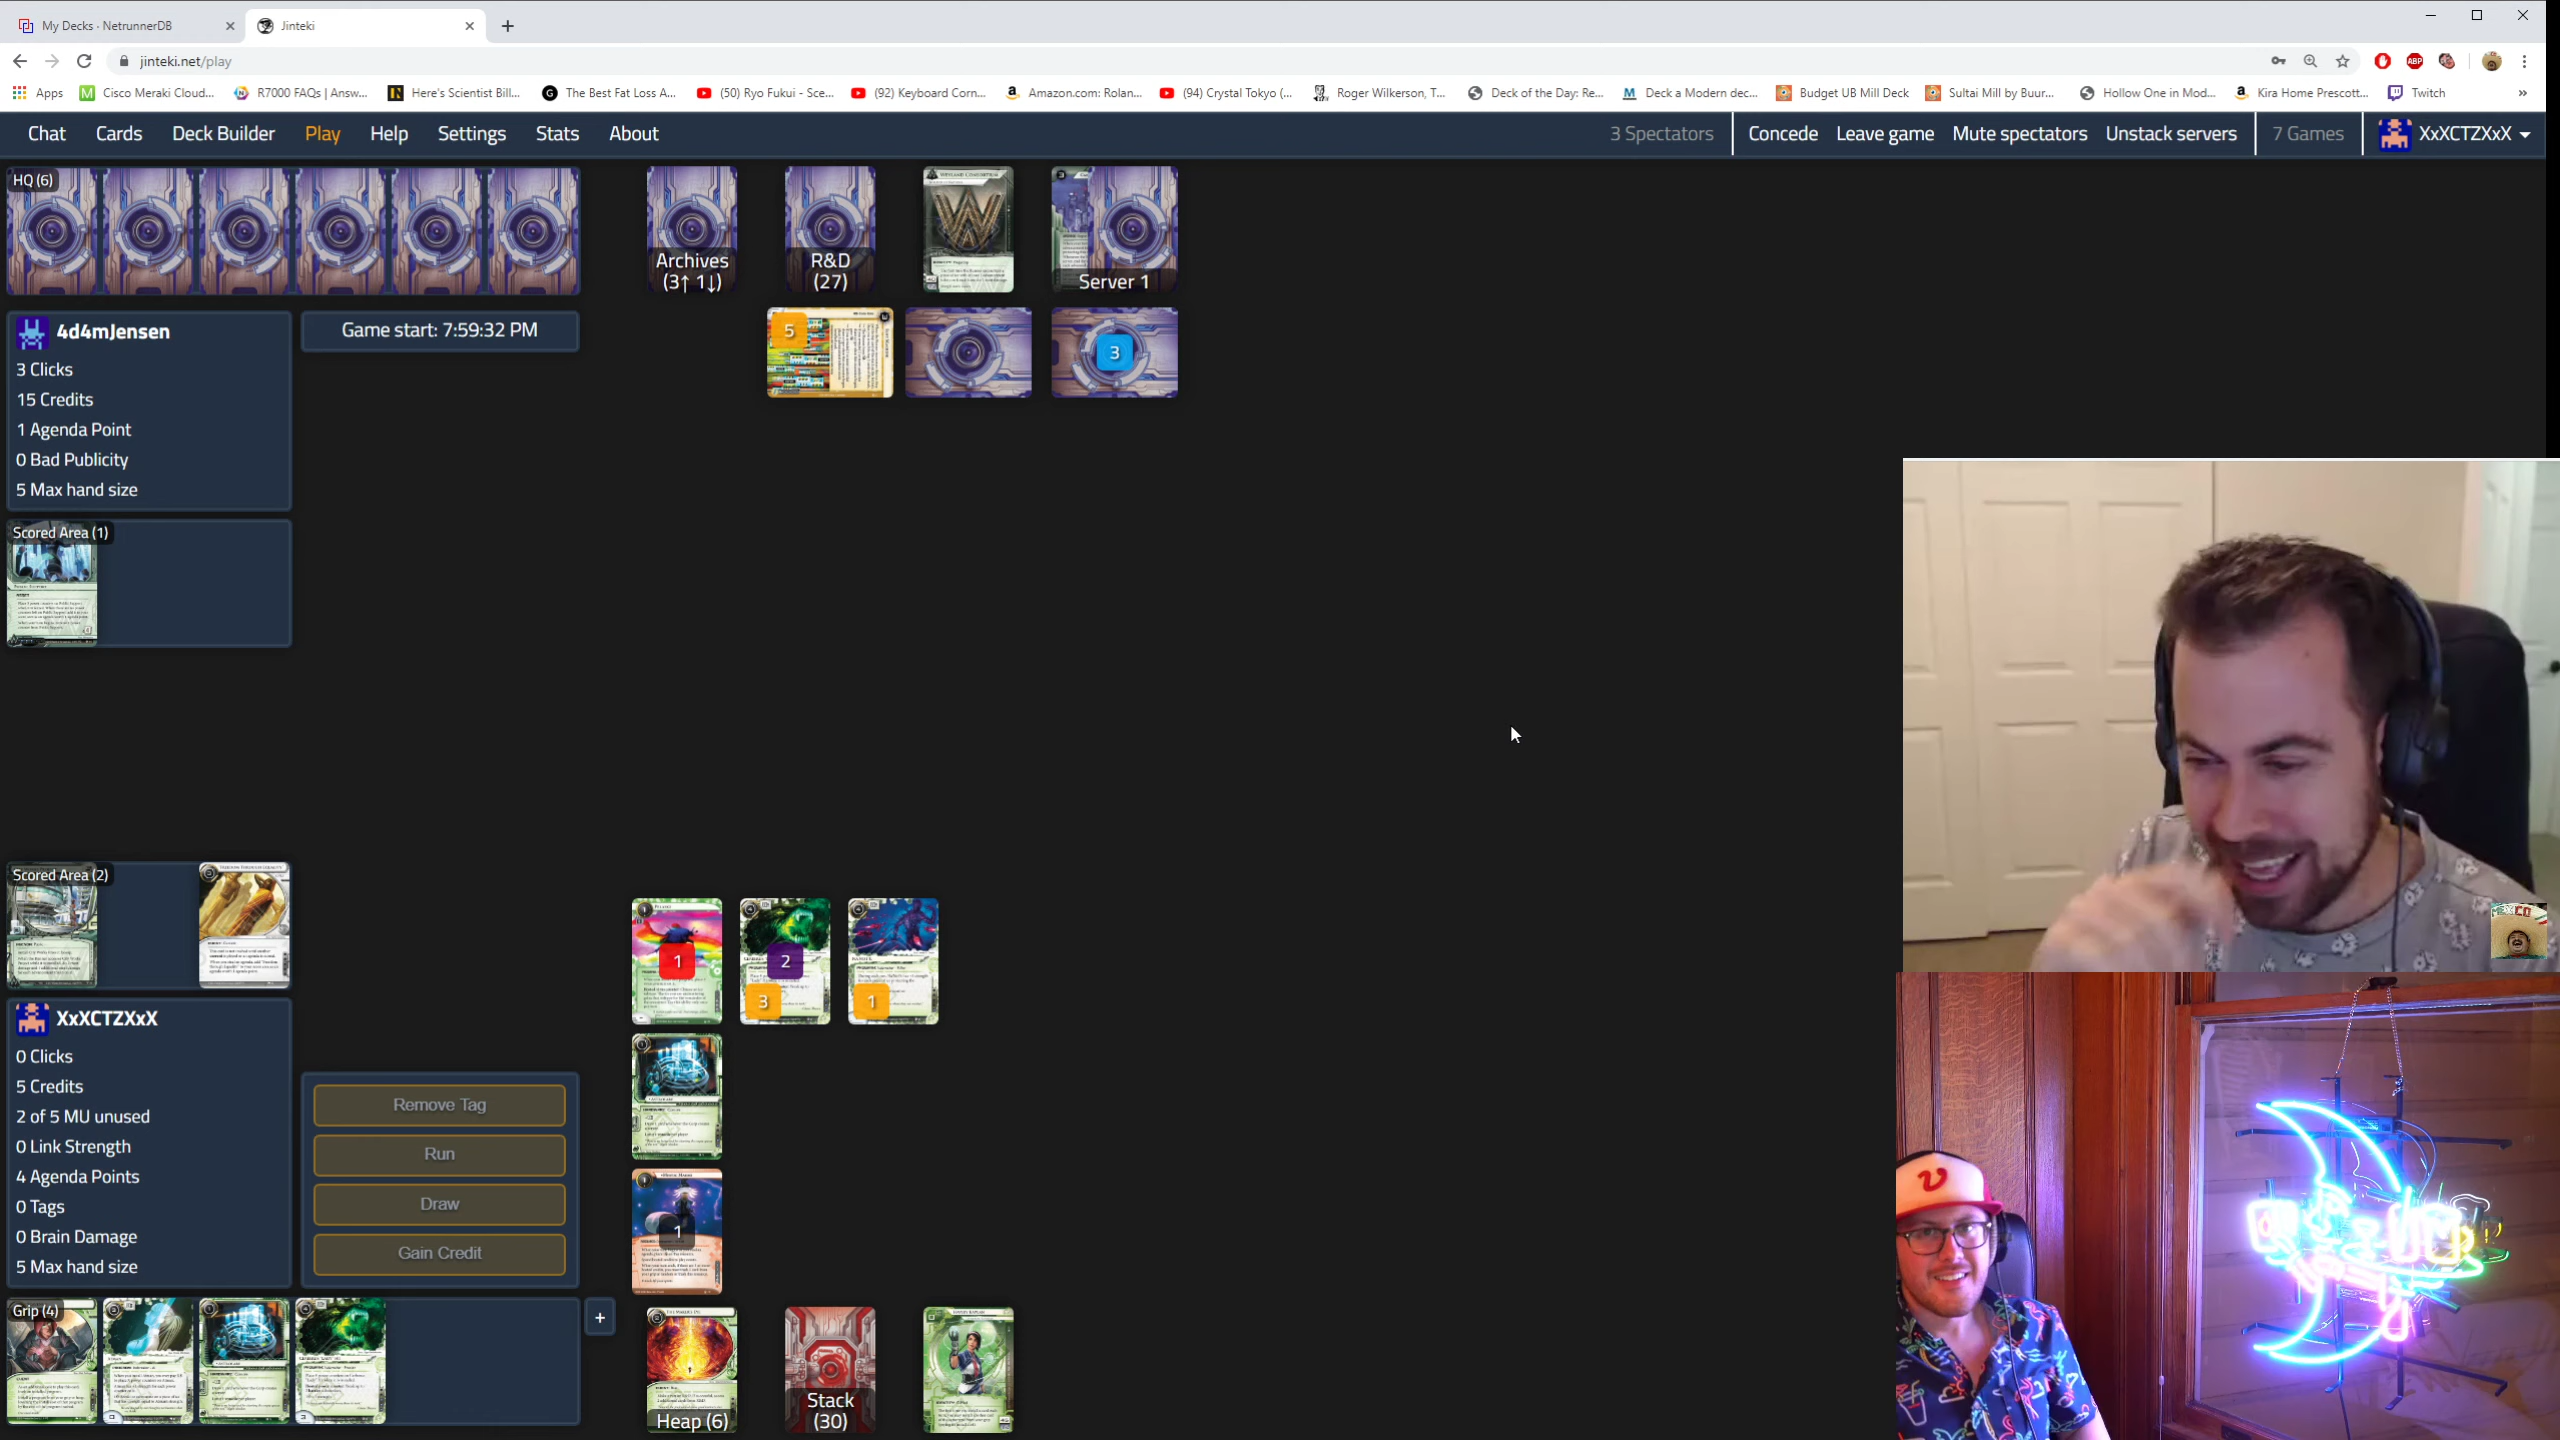 My Decks · NetrunnerDB
Jinteki
jinteki.net/play
Apps
Cisco Meraki Cloud...
R7000 FAQs | Answ...
Here's Scientist Bill...
The Best Fat Loss A...
(50) Ryo Fukui - Sce...
(92) Keyboard Corn...
Amazon.com: Rolan...
(94) Crystal Tokyo (...
Roger Wilkerson, T...
Deck of the Day: Re...
Deck a Modern dec...
Budget UB Mill Deck
Sultai Mill by Buur...
Hollow One in Mod...
Kira Home Prescott...
Twitch
»
Chat
Cards
Deck Builder
Play
Help
Settings
Stats
About
3 Spectators
Concede
Leave game
Mute spectators
Unstack servers
7 Games
XxXCTZXxX
HQ (6)
Archives
(3↑ 1↓)
R&D
(27)
Server 1
5
3
4d4mJensen
Game start: 7:59:32 PM
3 Clicks
15 Credits
1 Agenda Point
0 Bad Publicity
5 Max hand size
Scored Area (1)
Scored Area (2)
XxXCTZXxX
0 Clicks
5 Credits
2 of 5 MU unused
0 Link Strength
4 Agenda Points
0 Tags
0 Brain Damage
5 Max hand size
Remove Tag
Run
Draw
Gain Credit
1
2
3
1
1
Grip (4)
+
Heap (6)
Stack
(30)